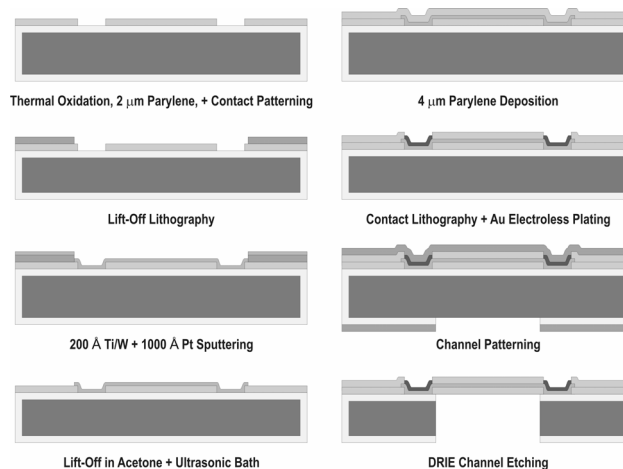 Thermal Oxidation, 2 μm Parylene, + Contact Patterning
Lift-Off Lithography
200 Å Ti/W + 1000 Å Pt Sputtering
Lift-Off in Acetone + Ultrasonic Bath
4 μm Parylene Deposition
Contact Lithography + Au Electroless Plating
Channel Patterning
DRIE Channel Etching